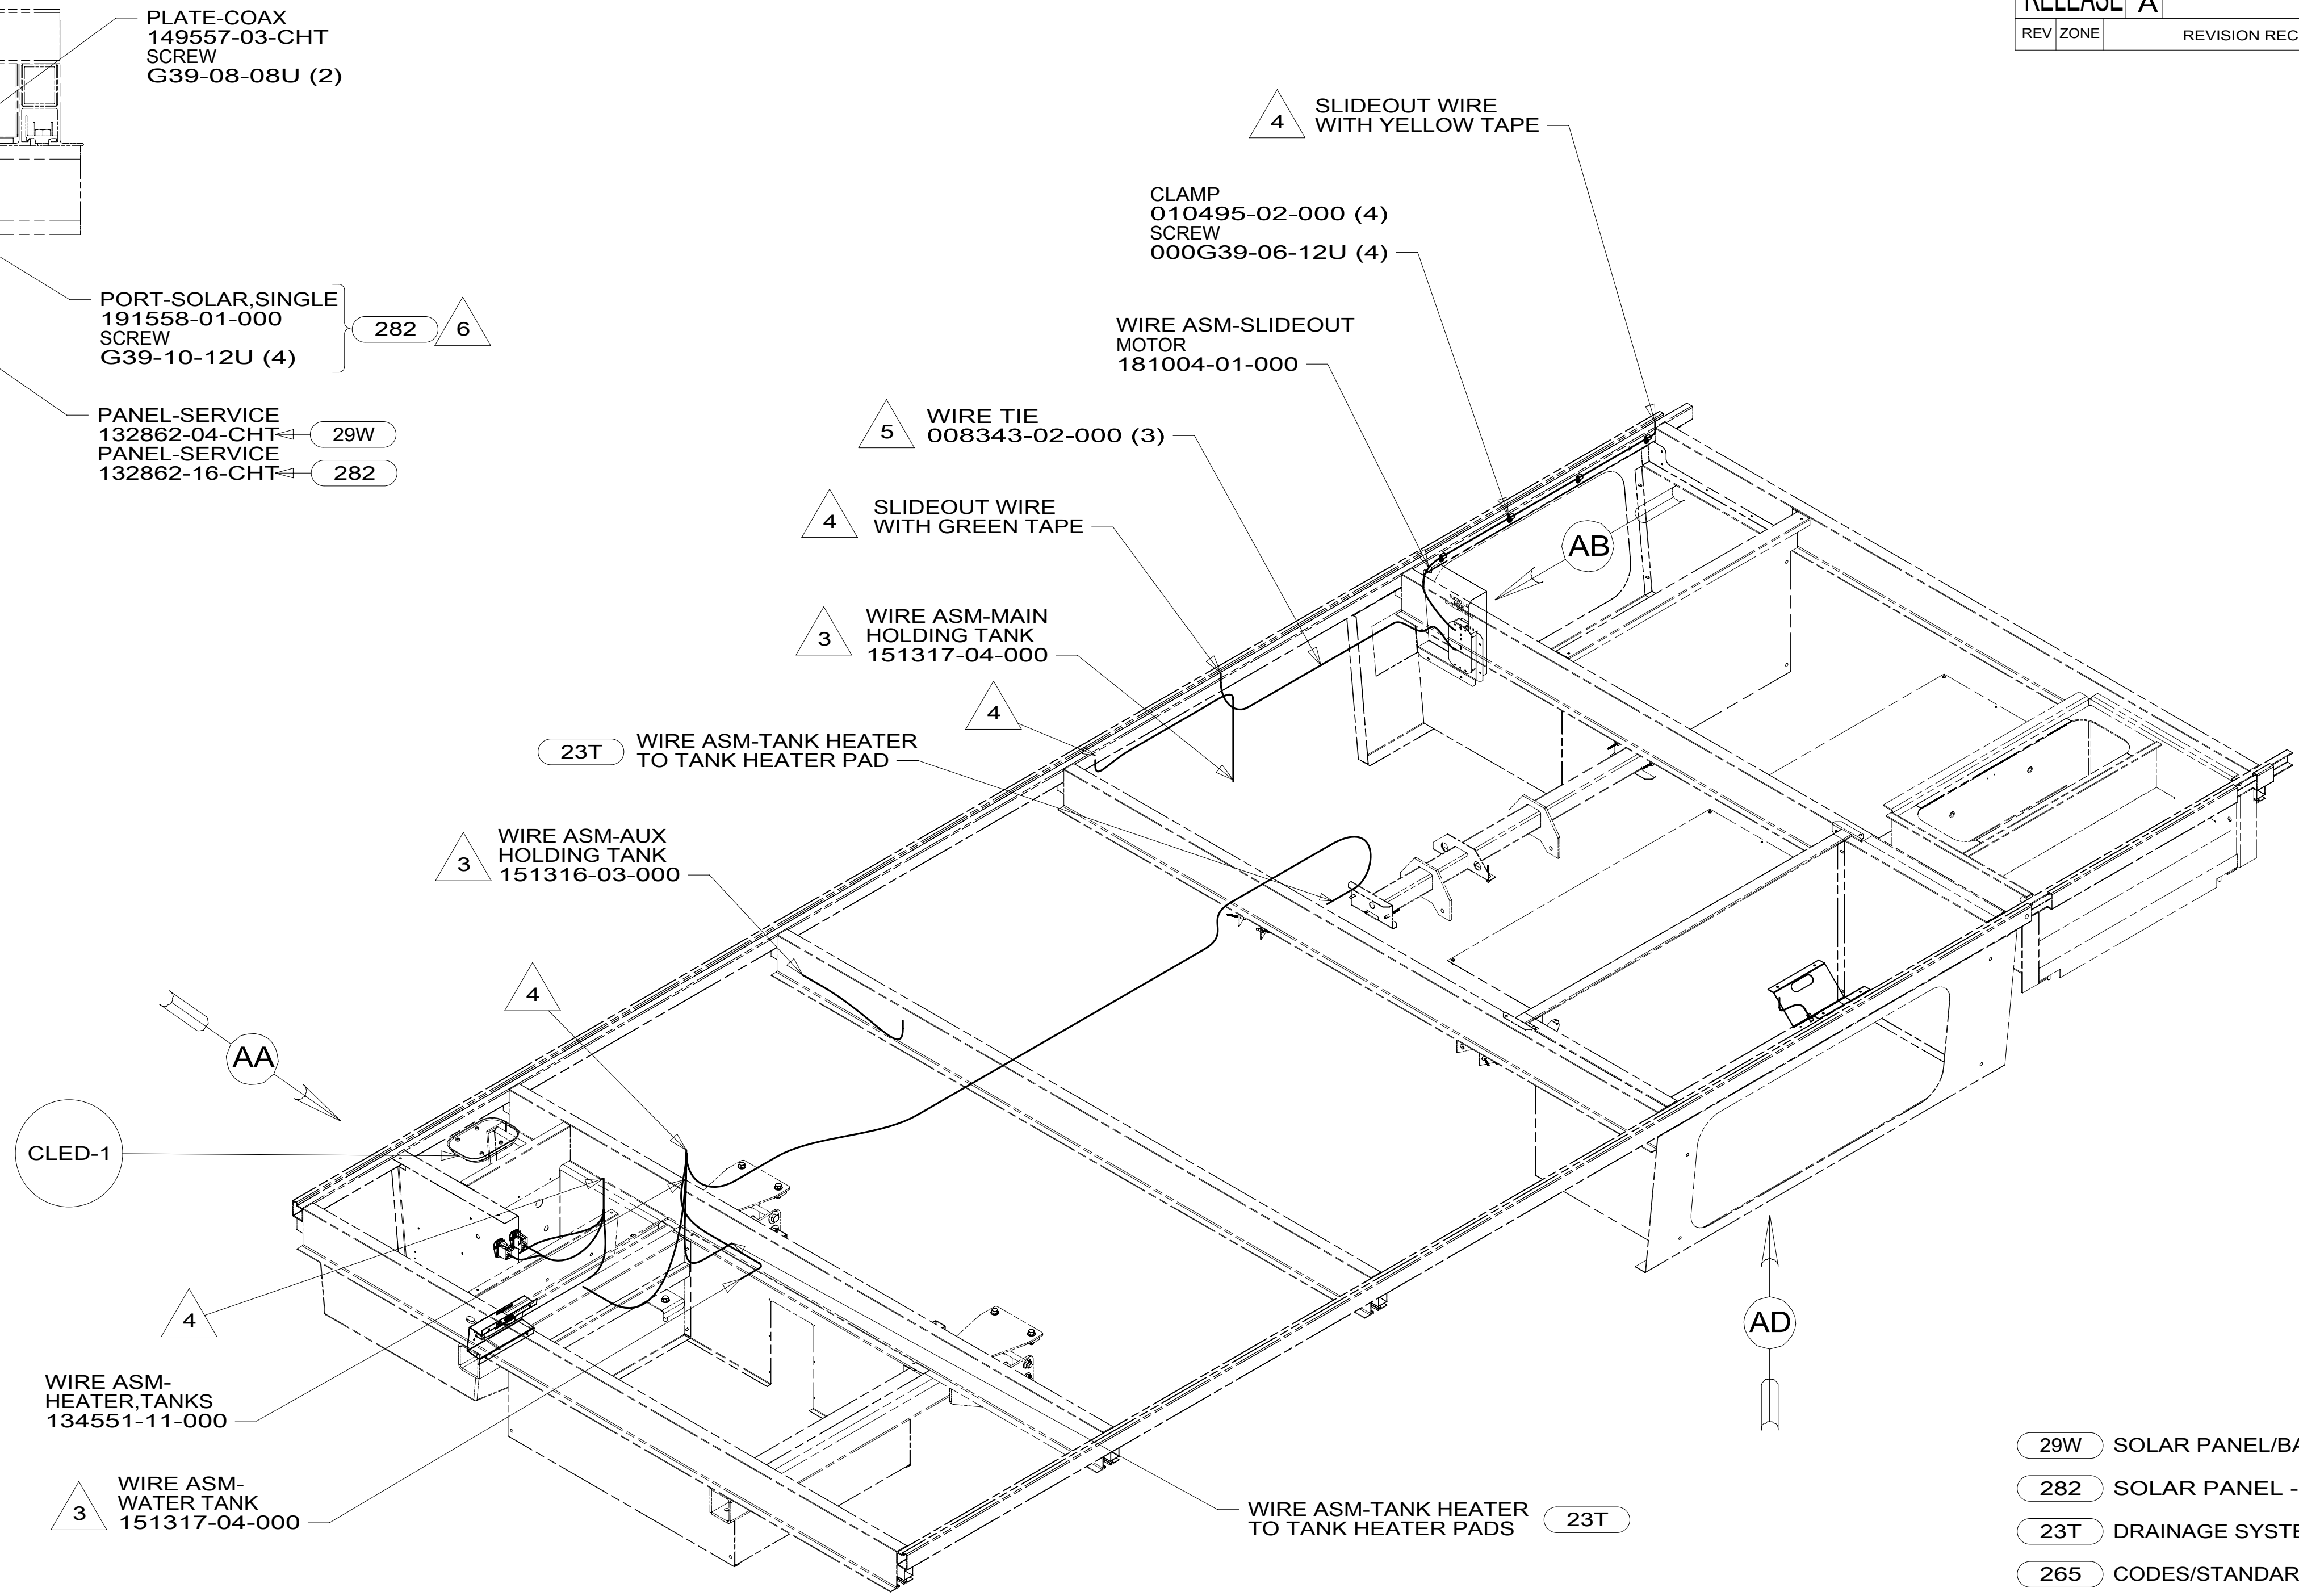 PLATE-COAX
149557-03-CHT
SCREW
G39-08-08U (2)
A
REV ZONE REVISION REC
4
SLIDEOUT WIRE
WITH YELLOW TAPE
CLAMP
010495-02-000 (4)
SCREW
000G39-06-12U (4)
PORT-SOLAR,SINGLE
191558-01-000
SCREW
G39-10-12U (4)
282
6
WIRE ASM-SLIDEOUT
MOTOR
181004-01-000
PANEL-SERVICE
132862-04-CHT
29W
PANEL-SERVICE
132862-16-CHT
282
5
WIRE TIE
008343-02-000 (3)
4
SLIDEOUT WIRE
WITH GREEN TAPE
AB
3
WIRE ASM-MAIN
HOLDING TANK
151317-04-000
4
23T
WIRE ASM-TANK HEATER
TO TANK HEATER PAD
3
WIRE ASM-AUX
HOLDING TANK
151316-03-000
4
AA
CLED-1
4
AD
WIRE ASM-
HEATER,TANKS
134551-11-000
3
WIRE ASM-
WATER TANK
151317-04-000
WIRE ASM-TANK HEATER
TO TANK HEATER PADS
23T
29W SOLAR PANEL/BA
282 SOLAR PANEL -
23T DRAINAGE SYSTE
265 CODES/STANDAR